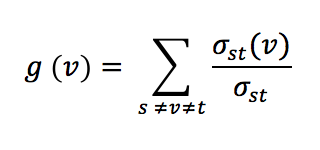 g (v) = ∑ σst(v) / σst
s ≠v≠t